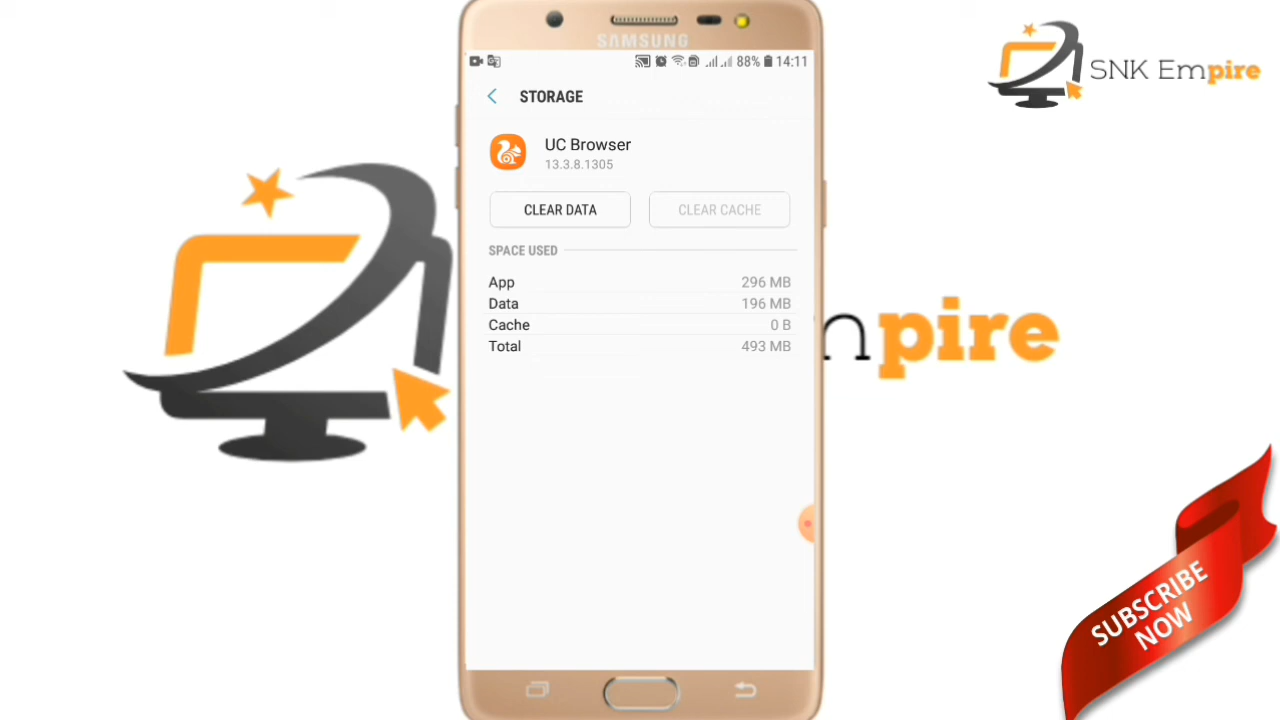 SAMSUNG
88% 14:11
SNK Empire
STORAGE
UC Browser
13.3.8.1305
CLEAR DATA
CLEAR CACHE
SPACE USED
App 296 MB
Data 196 MB
Cache 0 B
Total 493 MB
npire
SUBSCRIBE
NOW